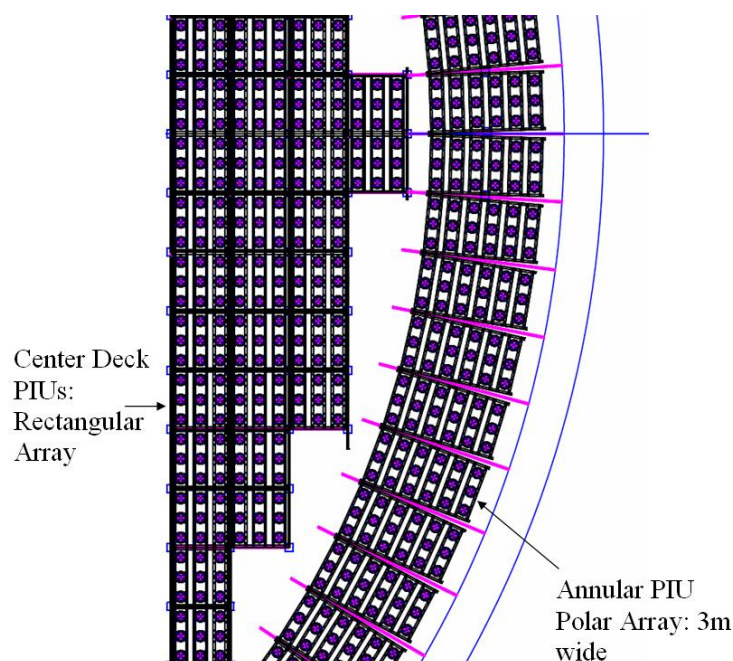 Center Deck
PIUs:
Rectangular
Array
Annular PIU
Polar Array: 3m
wide